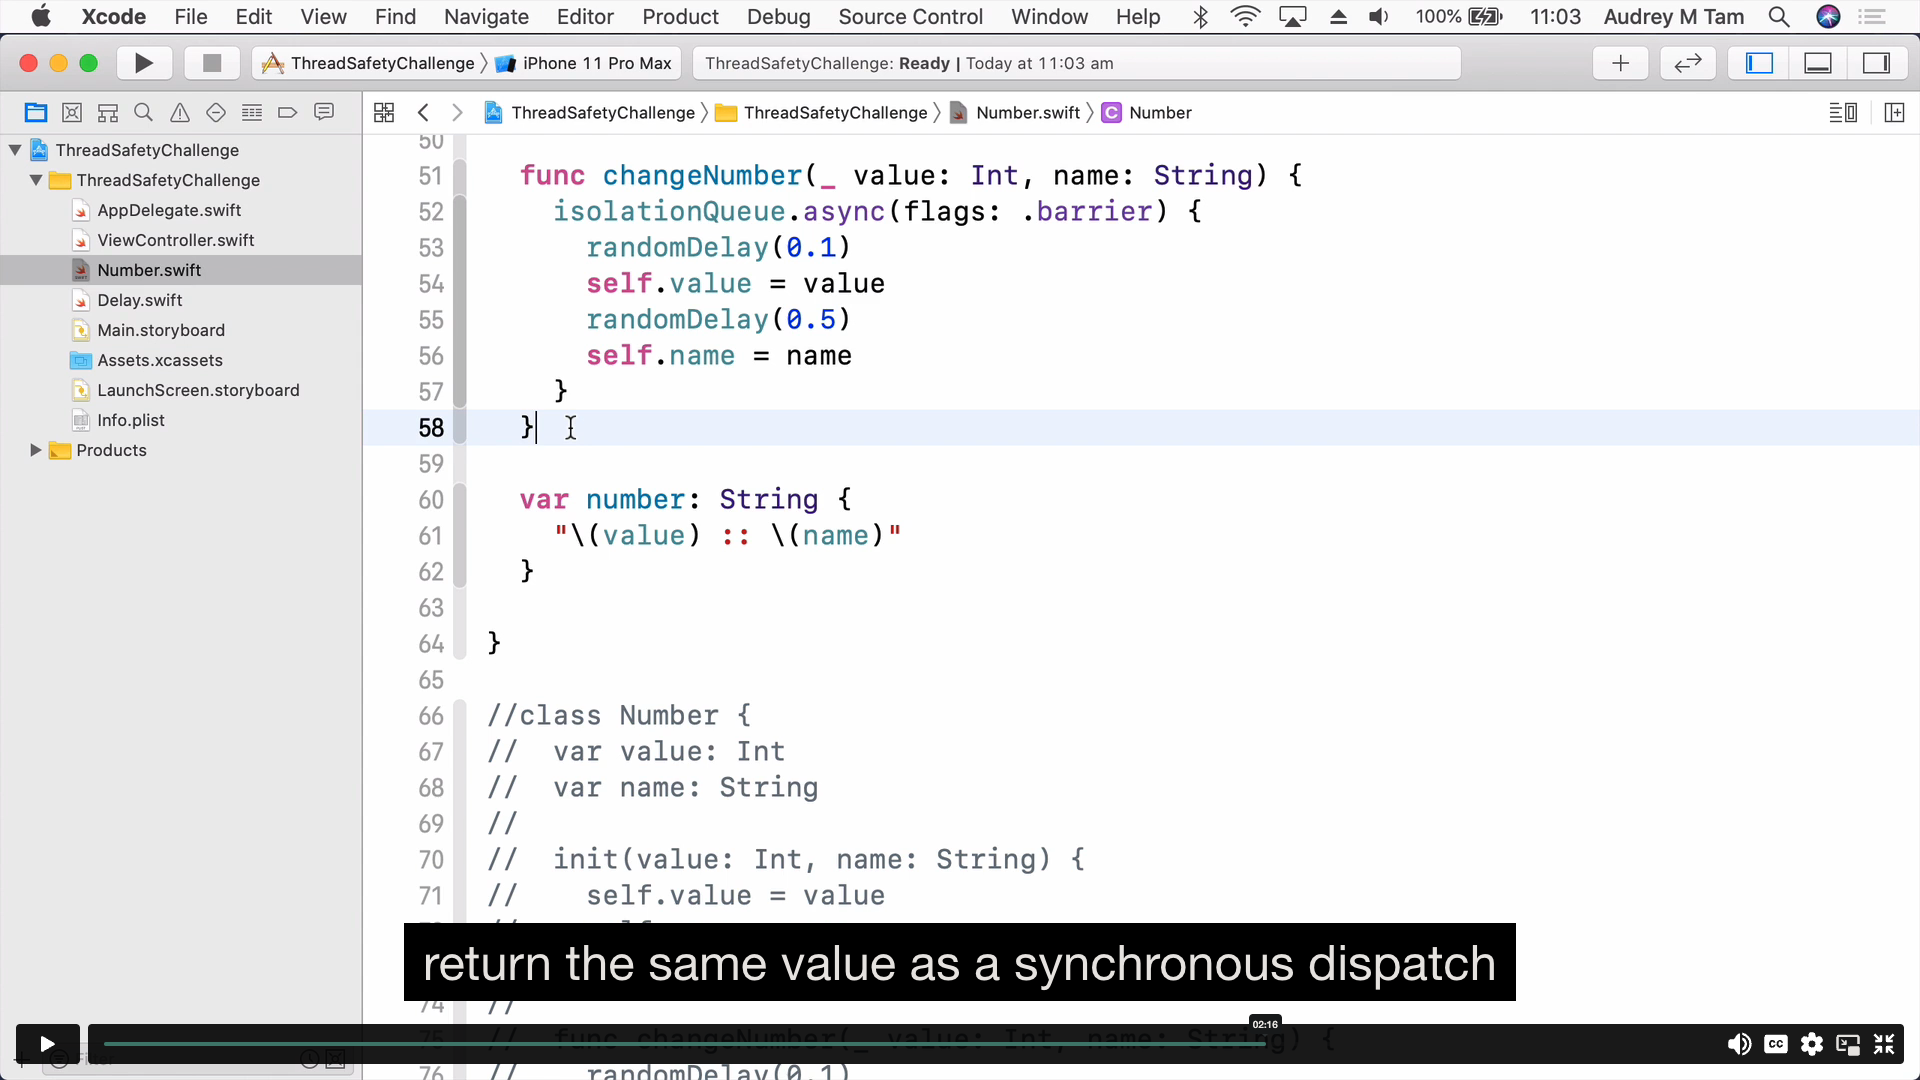 Xcode File Edit View Find Navigate Editor Product Debug Source Control Window Help 100% 11:03 Audrey M Tam
ThreadSafetyChallenge iPhone 11 Pro Max ThreadSafetyChallenge: Ready | Today at 11:03 am
ThreadSafetyChallenge ThreadSafetyChallenge Number.swift C Number
ThreadSafetyChallenge
ThreadSafetyChallenge
AppDelegate.swift
ViewController.swift
Number.swift
Delay.swift
Main.storyboard
Assets.xcassets
LaunchScreen.storyboard
Info.plist
Products
50
51 func changeNumber(_ value: Int, name: String) {
52 isolationQueue.async(flags: .barrier) {
53 randomDelay(0.1)
54 self.value = value
55 randomDelay(0.5)
56 self.name = name
57 }
58 }
59
60 var number: String {
61 "\(value) :: \(name)"
62 }
63
64 }
65
66 //class Number {
67 // var value: Int
68 // var name: String
69 //
70 // init(value: Int, name: String) {
71 // self.value = value
return the same value as a synchronous dispatch
74 //
75 // func changeNumber(_ value: Int, name: String) {
76 // randomDelay(0.1)
02:16
CC
Filter